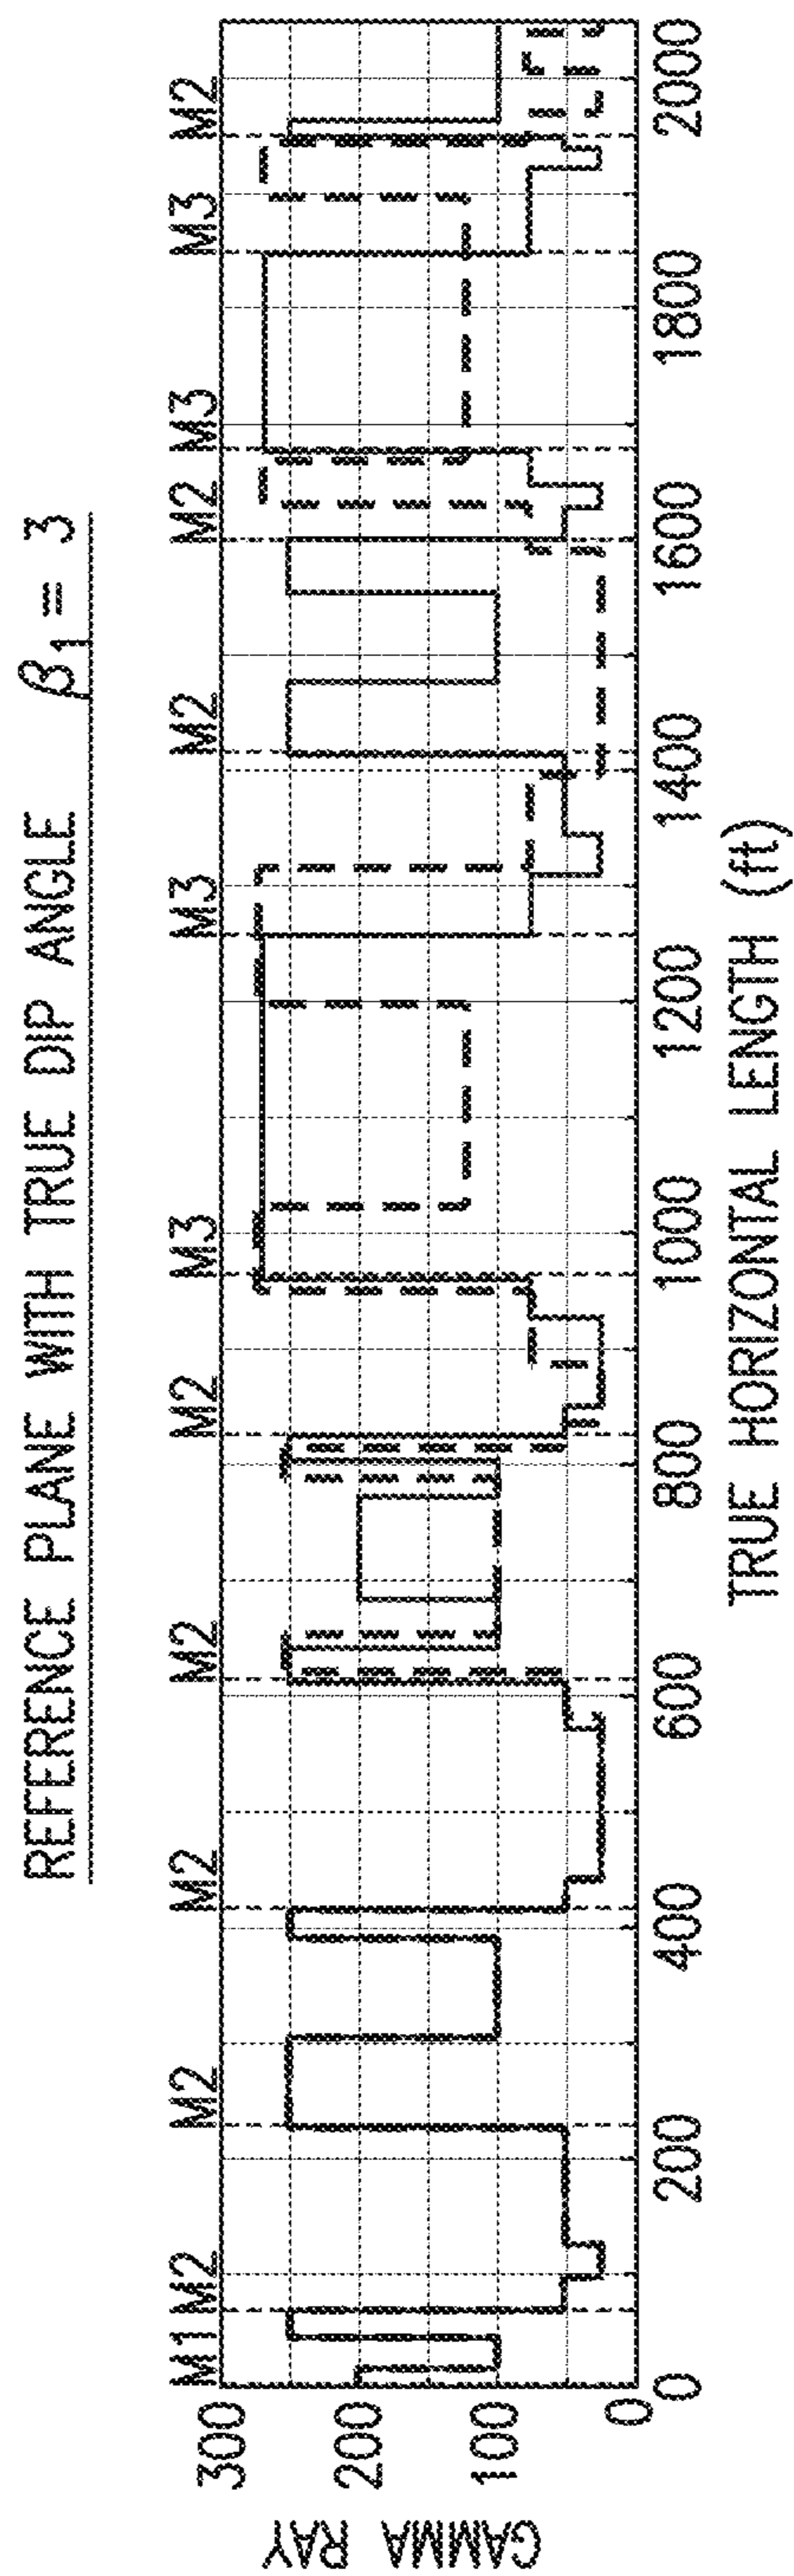 REFERENCE PLANE WITH TRUE DIP ANGLE β1 = 3
M1 M2 M2 M2 M2 M2 M3 M3 M2 M2 M3 M3 M2
GAMMA RAY
300
200
100
0
0 200 400 600 800 1000 1200 1400 1600 1800 2000
TRUE HORIZONTAL LENGTH (ft)